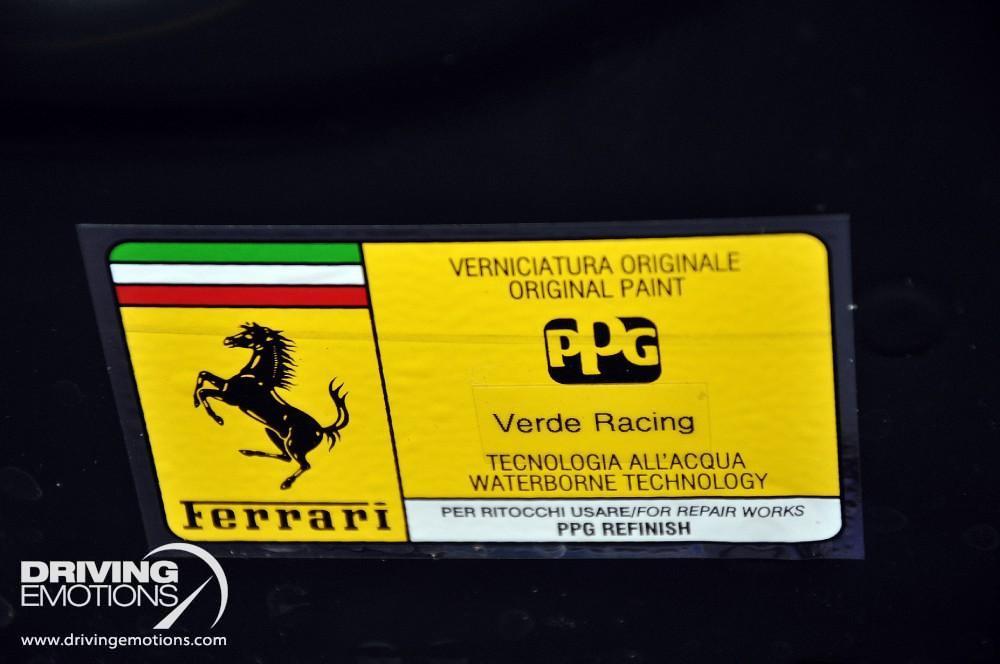 VERNICIATURA ORIGINALE
ORIGINAL PAINT
PPG
Verde Racing
TECNOLOGIA ALL'ACQUA
WATERBORNE TECHNOLOGY
Ferrari
PER RITOCCHI USARE/FOR REPAIR WORKS
PPG REFINISH
DRIVING
EMOTIONS
www.drivingemotions.com